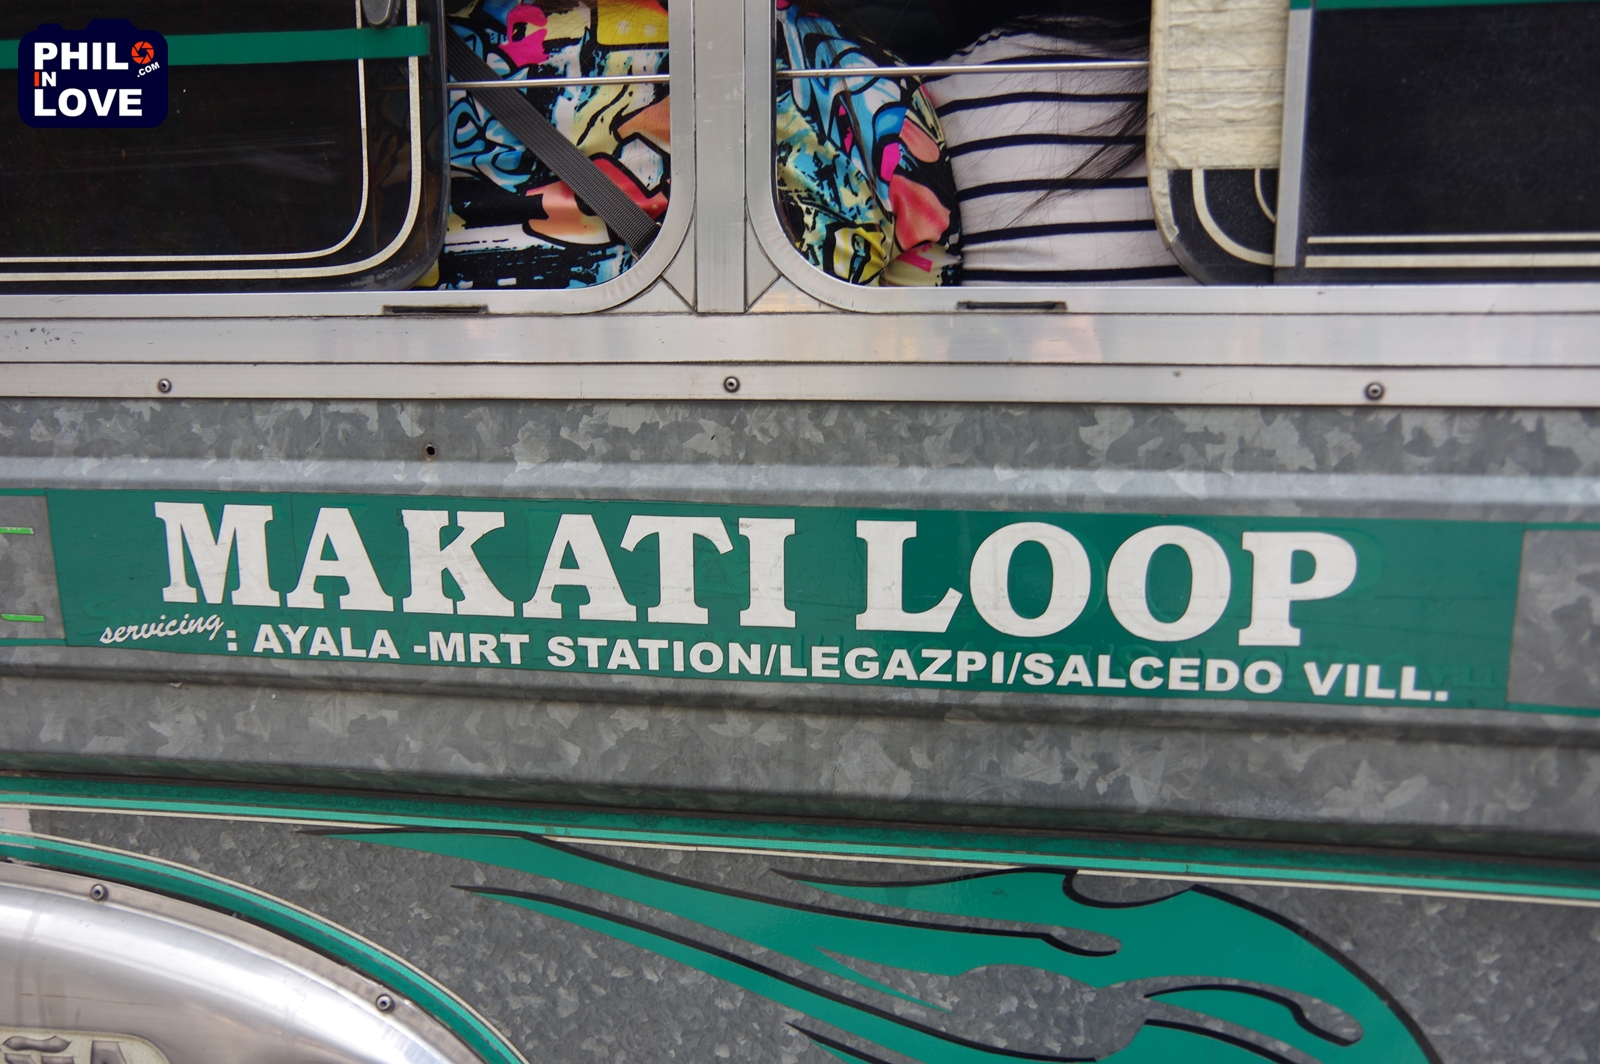 PHIL
IN
.COM
LOVE
MAKATI LOOP
servicing : AYALA -MRT STATION/LEGAZPI/SALCEDO VILL.